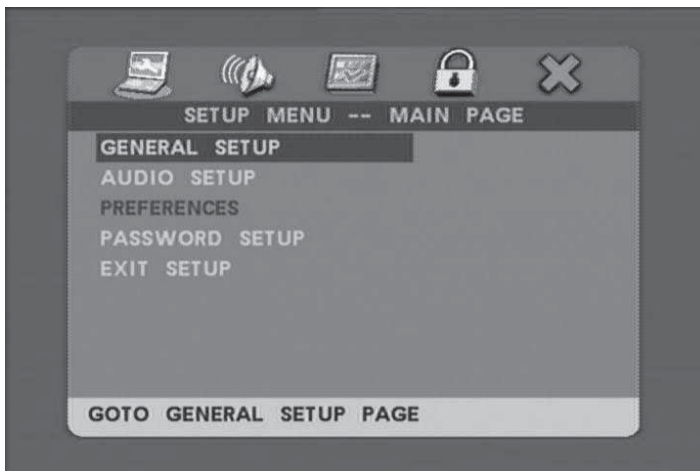 SETUP MENU -- MAIN PAGE
GENERAL SETUP
AUDIO SETUP
PREFERENCES
PASSWORD SETUP
EXIT SETUP
GOTO GENERAL SETUP PAGE